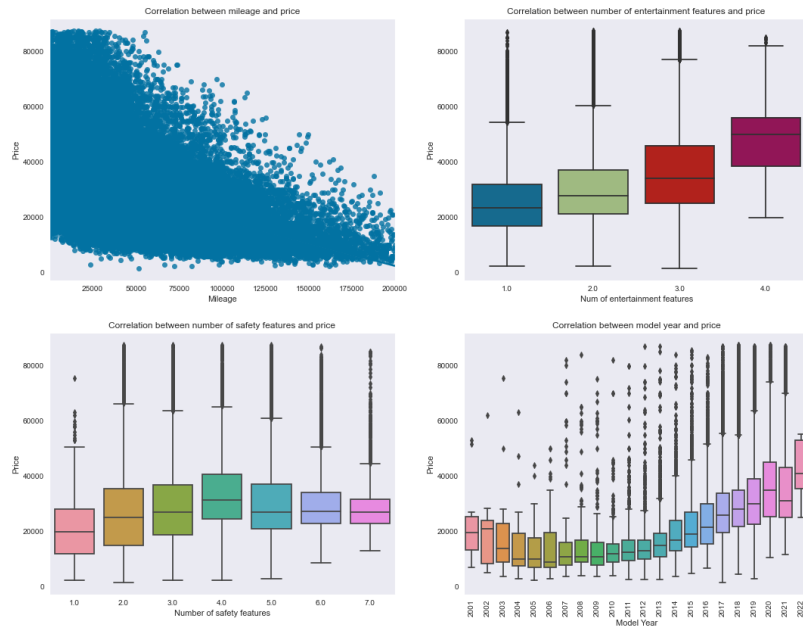 Correlation between mileage and price
Price
80000
60000
40000
20000
0
25000 50000 75000 100000 125000 150000 175000 200000
Mileage
Correlation between number of entertainment features and price
Price
80000
60000
40000
20000
0
1.0 2.0 3.0 4.0
Num of entertainment features
Correlation between number of safety features and price
Price
80000
60000
40000
20000
0
1.0 2.0 3.0 4.0 5.0 6.0 7.0
Number of safety features
Correlation between model year and price
Price
80000
60000
40000
20000
0
2001 2002 2003 2004 2005 2006 2007 2008 2009 2010 2011 2012 2013 2014 2015 2016 2017 2018 2019 2020 2021 2022
Model Year